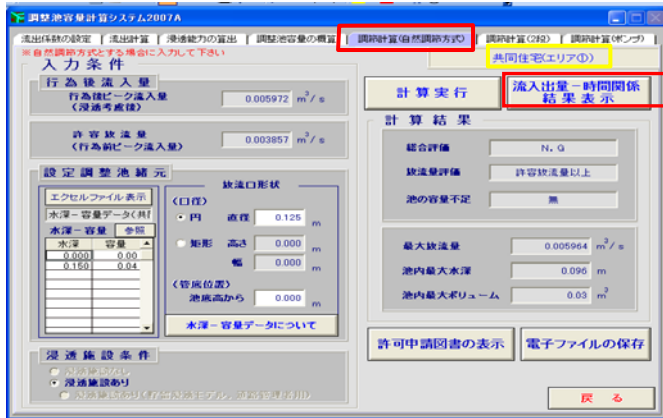 調整池容量計算システム2007A
流出係数の設定 流出計算 浸透能力の算出 調整池容量の概算 調節計算(自然調節方式) 調節計算(2段) 調節計算(ポンプ)
※自然調節方式とする場合に入力して下さい
共同住宅(エリア①)
入力条件
行為後流入量
行為後ピーク流入量
(浸透考慮後)
0.005972 m³/s
許容放流量
(行為前ピーク流入量)
0.003857 m³/s
設定調整池緒元
エクセルファイル表示
水深-容量データ(共同
水深-容量 参照
水深 容量
0.000 0.00
0.150 0.04
放流口形状
〈口径〉
円 直径 0.125 m
矩形 高さ 0.000 m
幅 0.000 m
〈管底位置〉
池底高から 0.000 m
水深-容量データについて
浸透施設条件
浸透施設なし
浸透施設あり
計算実行
流入出量-時間関係
結果表示
計算結果
総合評価 N.G
放流量評価 許容放流量以上
池の容量不足 無
最大放流量 0.005964 m³/s
池内最大水深 0.096 m
池内最大ボリューム 0.03 m³
許可申請図書の表示
電子ファイルの保存
戻る